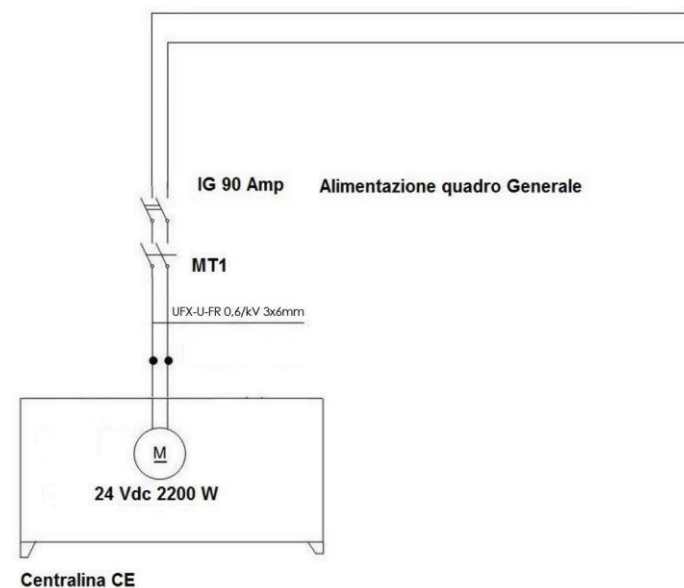 IG 90 Amp
Alimentazione quadro Generale
MT1
UFX-U-FR 0,6/kV 3x6mm
M
24 Vdc 2200 W
Centralina CE